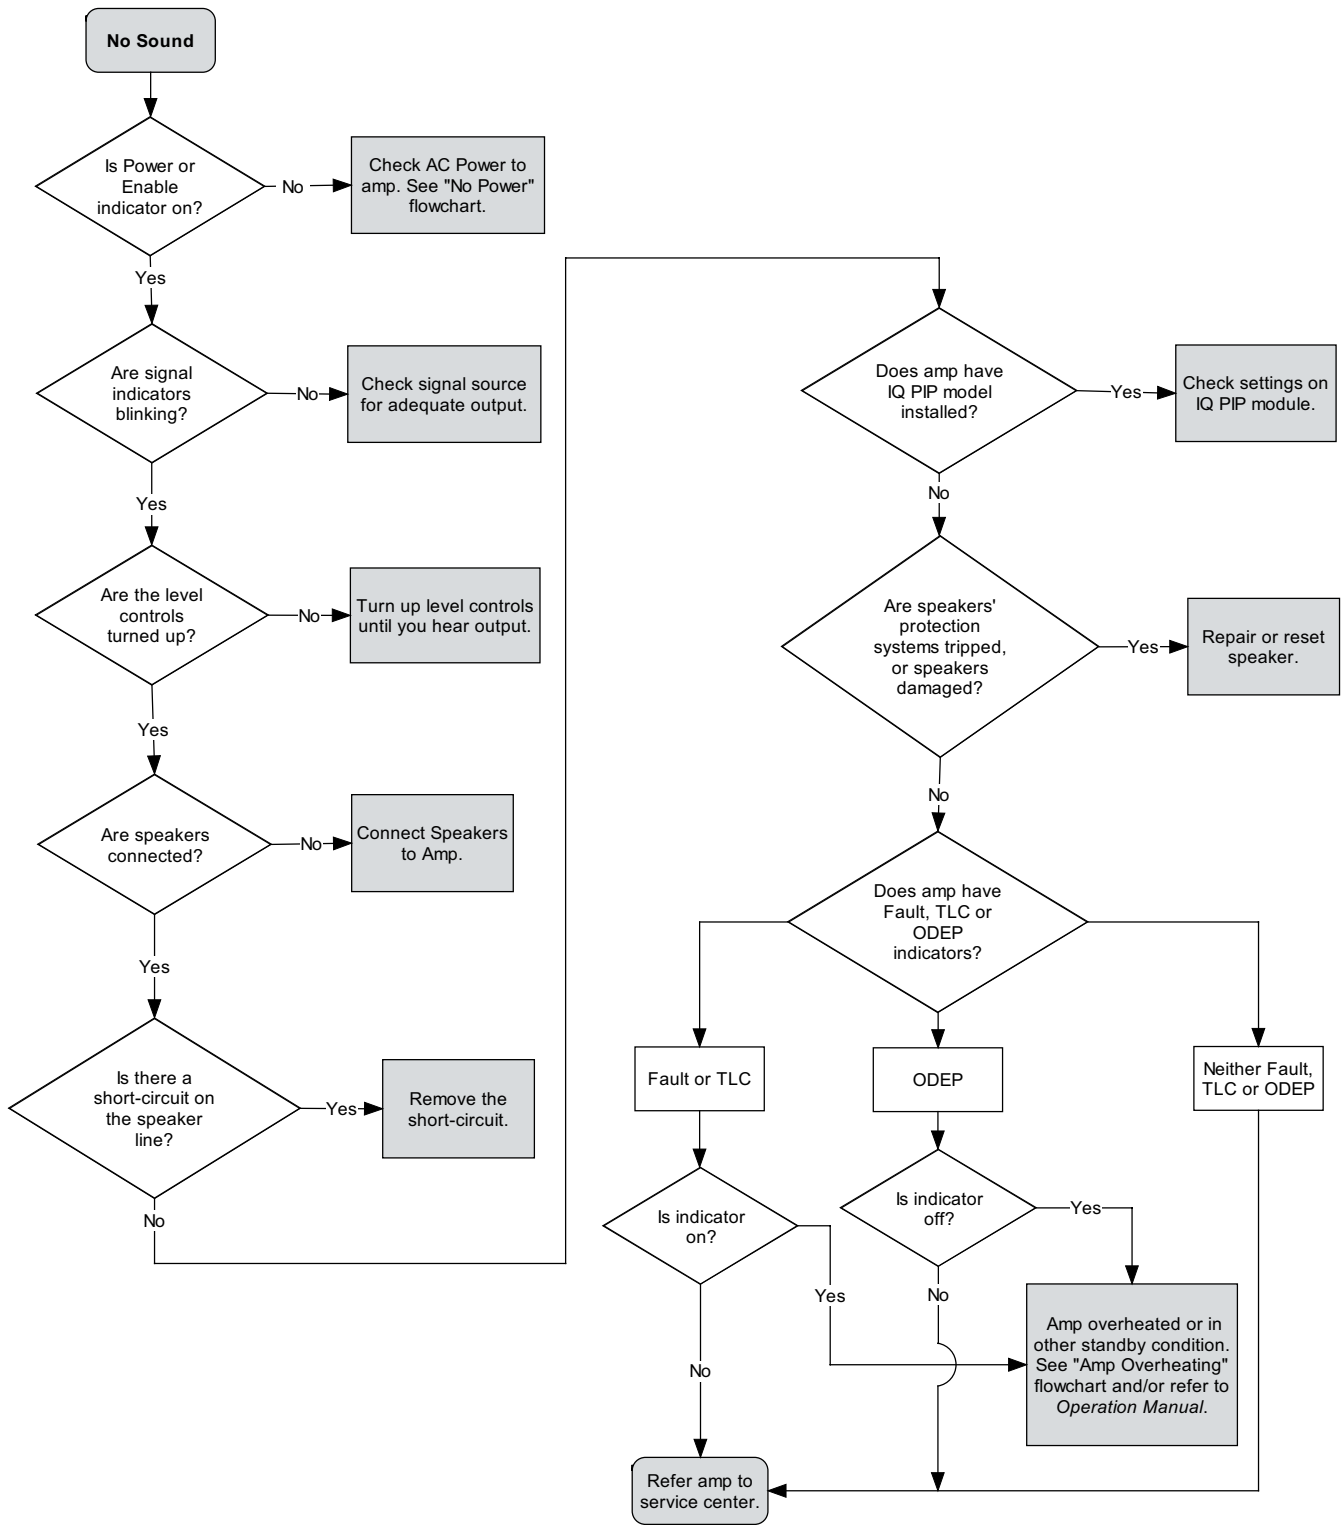 No Sound
Is Power or
Enable
indicator on?
No
Check AC Power to
amp. See "No Power"
flowchart.
Yes
Are signal
indicators
blinking?
No
Check signal source
for adequate output.
Yes
Are the level
controls
turned up?
No
Turn up level controls
until you hear output.
Yes
Are speakers
connected?
No
Connect Speakers
to Amp.
Yes
Is there a
short-circuit on
the speaker
line?
Yes
Remove the
short-circuit.
No
Does amp have
IQ PIP model
installed?
Yes
Check settings on
IQ PIP module.
No
Are speakers'
protection
systems tripped,
or speakers
damaged?
Yes
Repair or reset
speaker.
No
Does amp have
Fault, TLC or
ODEP
indicators?
Fault or TLC
ODEP
Neither Fault,
TLC or ODEP
Is indicator
on?
Yes
No
Is indicator
off?
Yes
No
Amp overheated or in
other standby condition.
See "Amp Overheating"
flowchart and/or refer to
Operation Manual.
Refer amp to
service center.